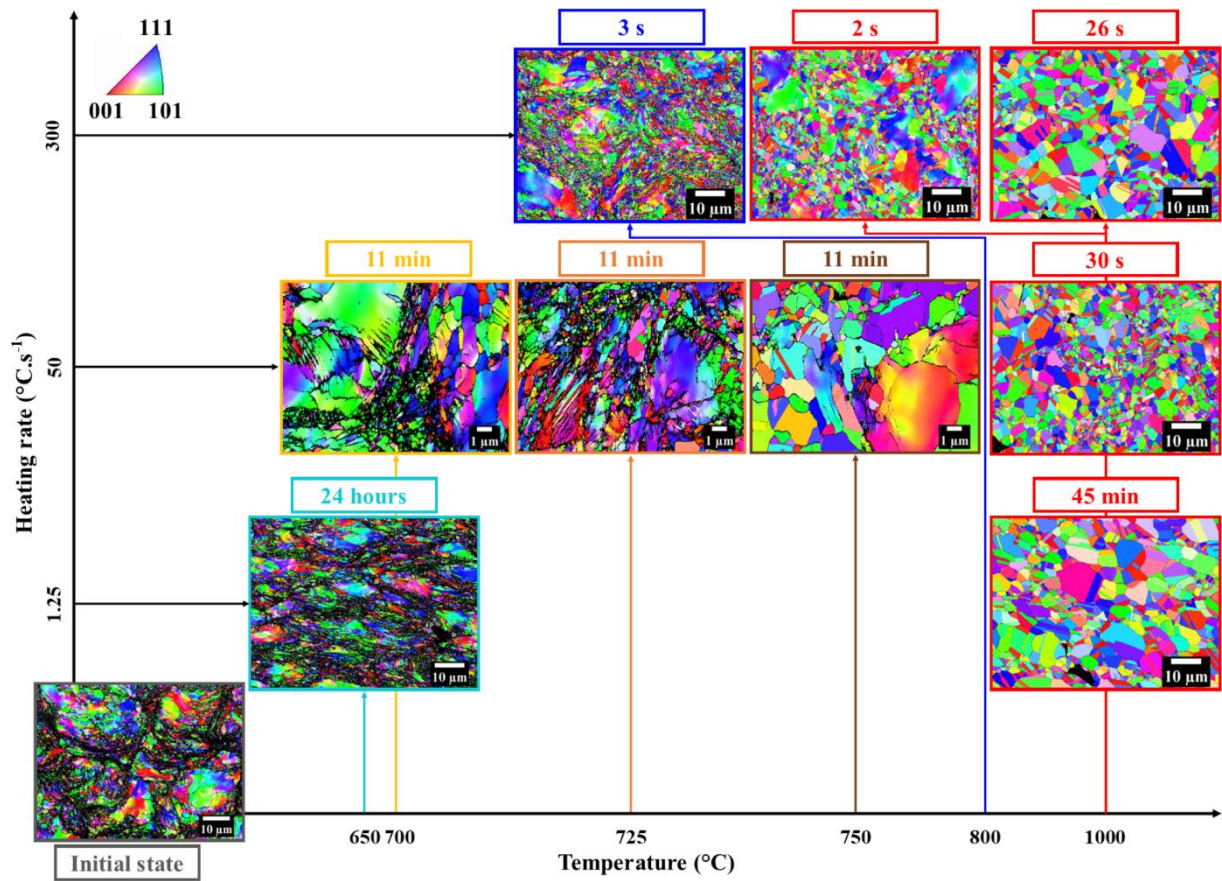 111
001 101
3 s
2 s
26 s
300
10 µm
10 µm
10 µm
11 min
11 min
11 min
30 s
50
1 µm
1 µm
1 µm
10 µm
24 hours
45 min
1.25
10 µm
10 µm
10 µm
Initial state
Heating rate (°C.s-¹)
650 700 725 750 800 1000
Temperature (°C)